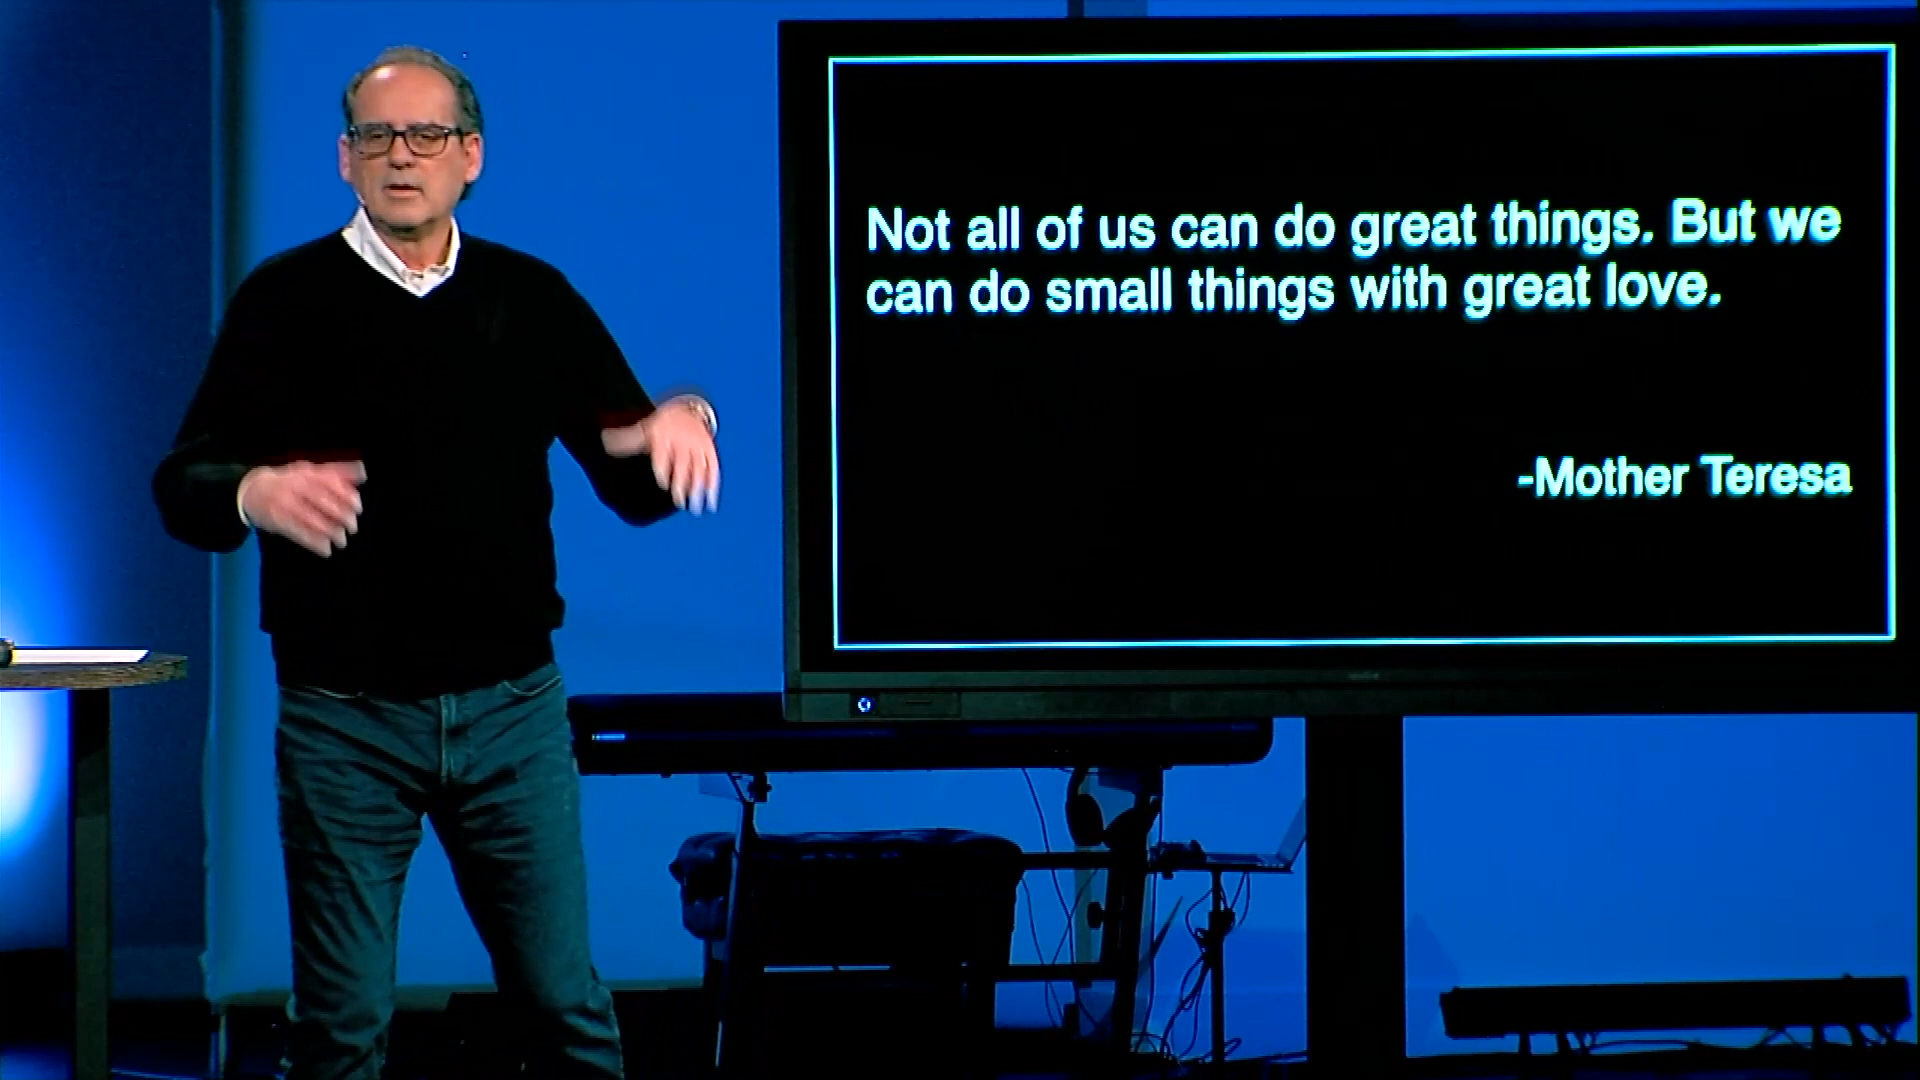 Not all of us can do great things. But we
can do small things with great love.
-Mother Teresa